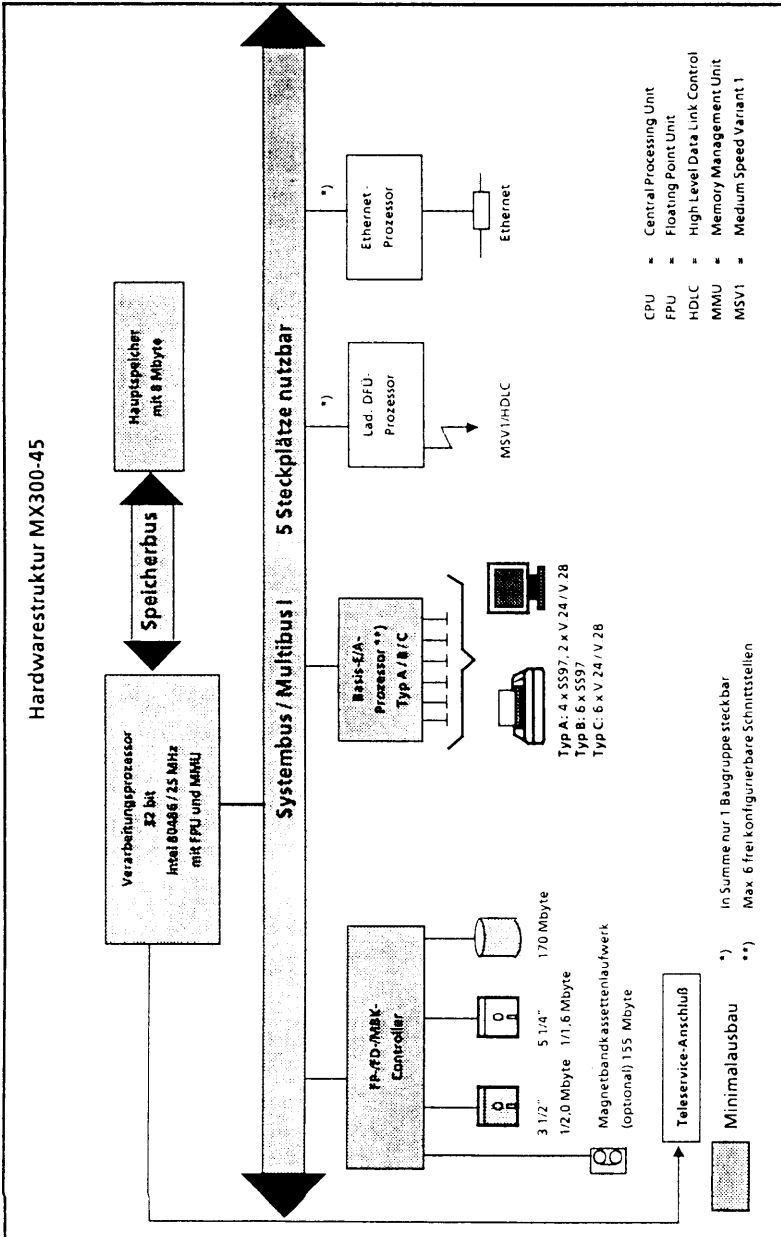 Hardwarestruktur MX300-45
Verarbeitungsprozessor
32 bit
Intel 80486 / 25 MHz
mit FPU und MMU
Speicherbus
Hauptspeicher
mit 8 Mbyte
Systembus / Multibus I 5 Steckplätze nutzbar
FP-/FD-/MBK-
Controller
Basis-E/A-
Prozessor **)
Typ A / B / C
*)
Lad. DFÜ-
Prozessor
*)
Ethernet-
Prozessor
3 1/2"
1/2,0 Mbyte
5 1/4"
1/1,6 Mbyte
170 Mbyte
Magnetbandkassettenlaufwerk
(optional) 155 Mbyte
Typ A: 4 x SS97, 2 x V.24 / V.28
Typ B: 6 x SS97
Typ C: 6 x V.24 / V.28
MSV1/HDLC
Ethernet
Teleservice-Anschluß
Minimalausbau
*) in Summe nur 1 Baugruppe steckbar
**) Max. 6 frei konfigurierbare Schnittstellen
CPU = Central Processing Unit
FPU = Floating Point Unit
HDLC = High Level Data Link Control
MMU = Memory Management Unit
MSV1 = Medium Speed Variant 1